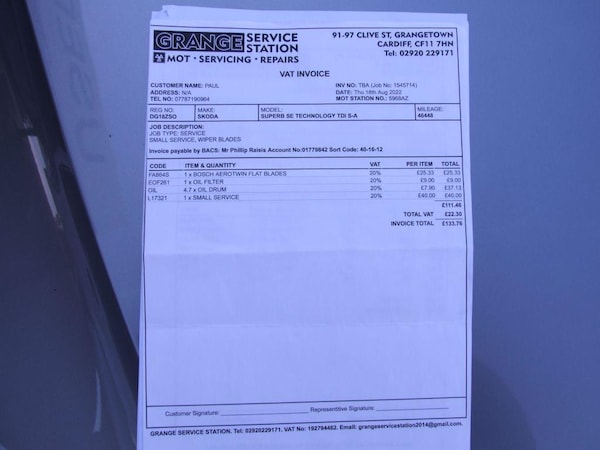 GRANGE SERVICE STATION
MOT · SERVICING · REPAIRS
91-97 CLIVE ST, GRANGETOWN
CARDIFF, CF11 7HN
Tel: 02920 229171
VAT INVOICE
CUSTOMER NAME: PAUL
ADDRESS: N/A
TEL NO: 07787190964
INV NO: TBA (Job No: 1545714)
DATE: Thu 18th Aug 2022
MOT STATION NO.: 5969AZ
REG NO: MAKE: MODEL: MILEAGE:
DG18ZSO SKODA SUPERB SE TECHNOLOGY TDI S-A 46448
JOB DESCRIPTION:
JOB TYPE: SERVICE
SMALL SERVICE, WIPER BLADES
Invoice payable by BACS: Mr Phillip Raisis Account No:01779842 Sort Code: 40-16-12
CODE ITEM & QUANTITY VAT PER ITEM TOTAL
FA864S 1 x BOSCH AEROTWIN FLAT BLADES 20% £25.33 £25.33
EOF261 1 x OIL FILTER 20% £9.00 £9.00
OIL 4.7 x OIL DRUM 20% £7.90 £37.13
L17321 1 x SMALL SERVICE 20% £40.00 £40.00
£111.46
TOTAL VAT £22.30
INVOICE TOTAL £133.76
Customer Signature:
Representitive Signature:
GRANGE SERVICE STATION. Tel: 02920229171. VAT No: 192794462. Email: grangeservicestation2014@gmail.com.